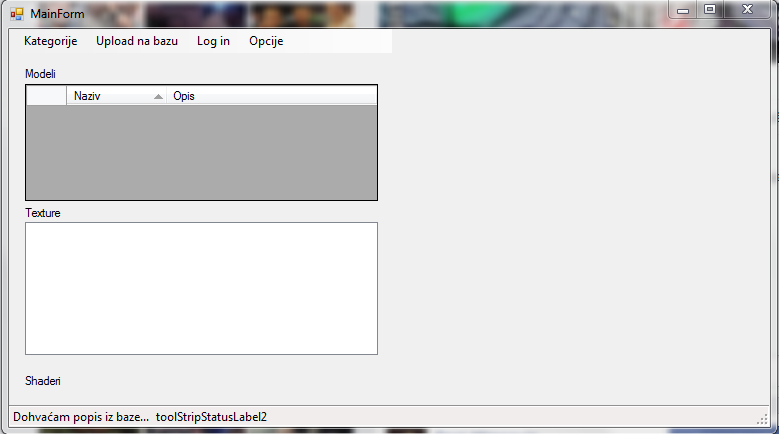 MainForm
Kategorije Upload na bazu Log in Opcije
Modeli
Naziv Opis
Texture
Shaderi
Dohvaćam popis iz baze... toolStripStatusLabel2